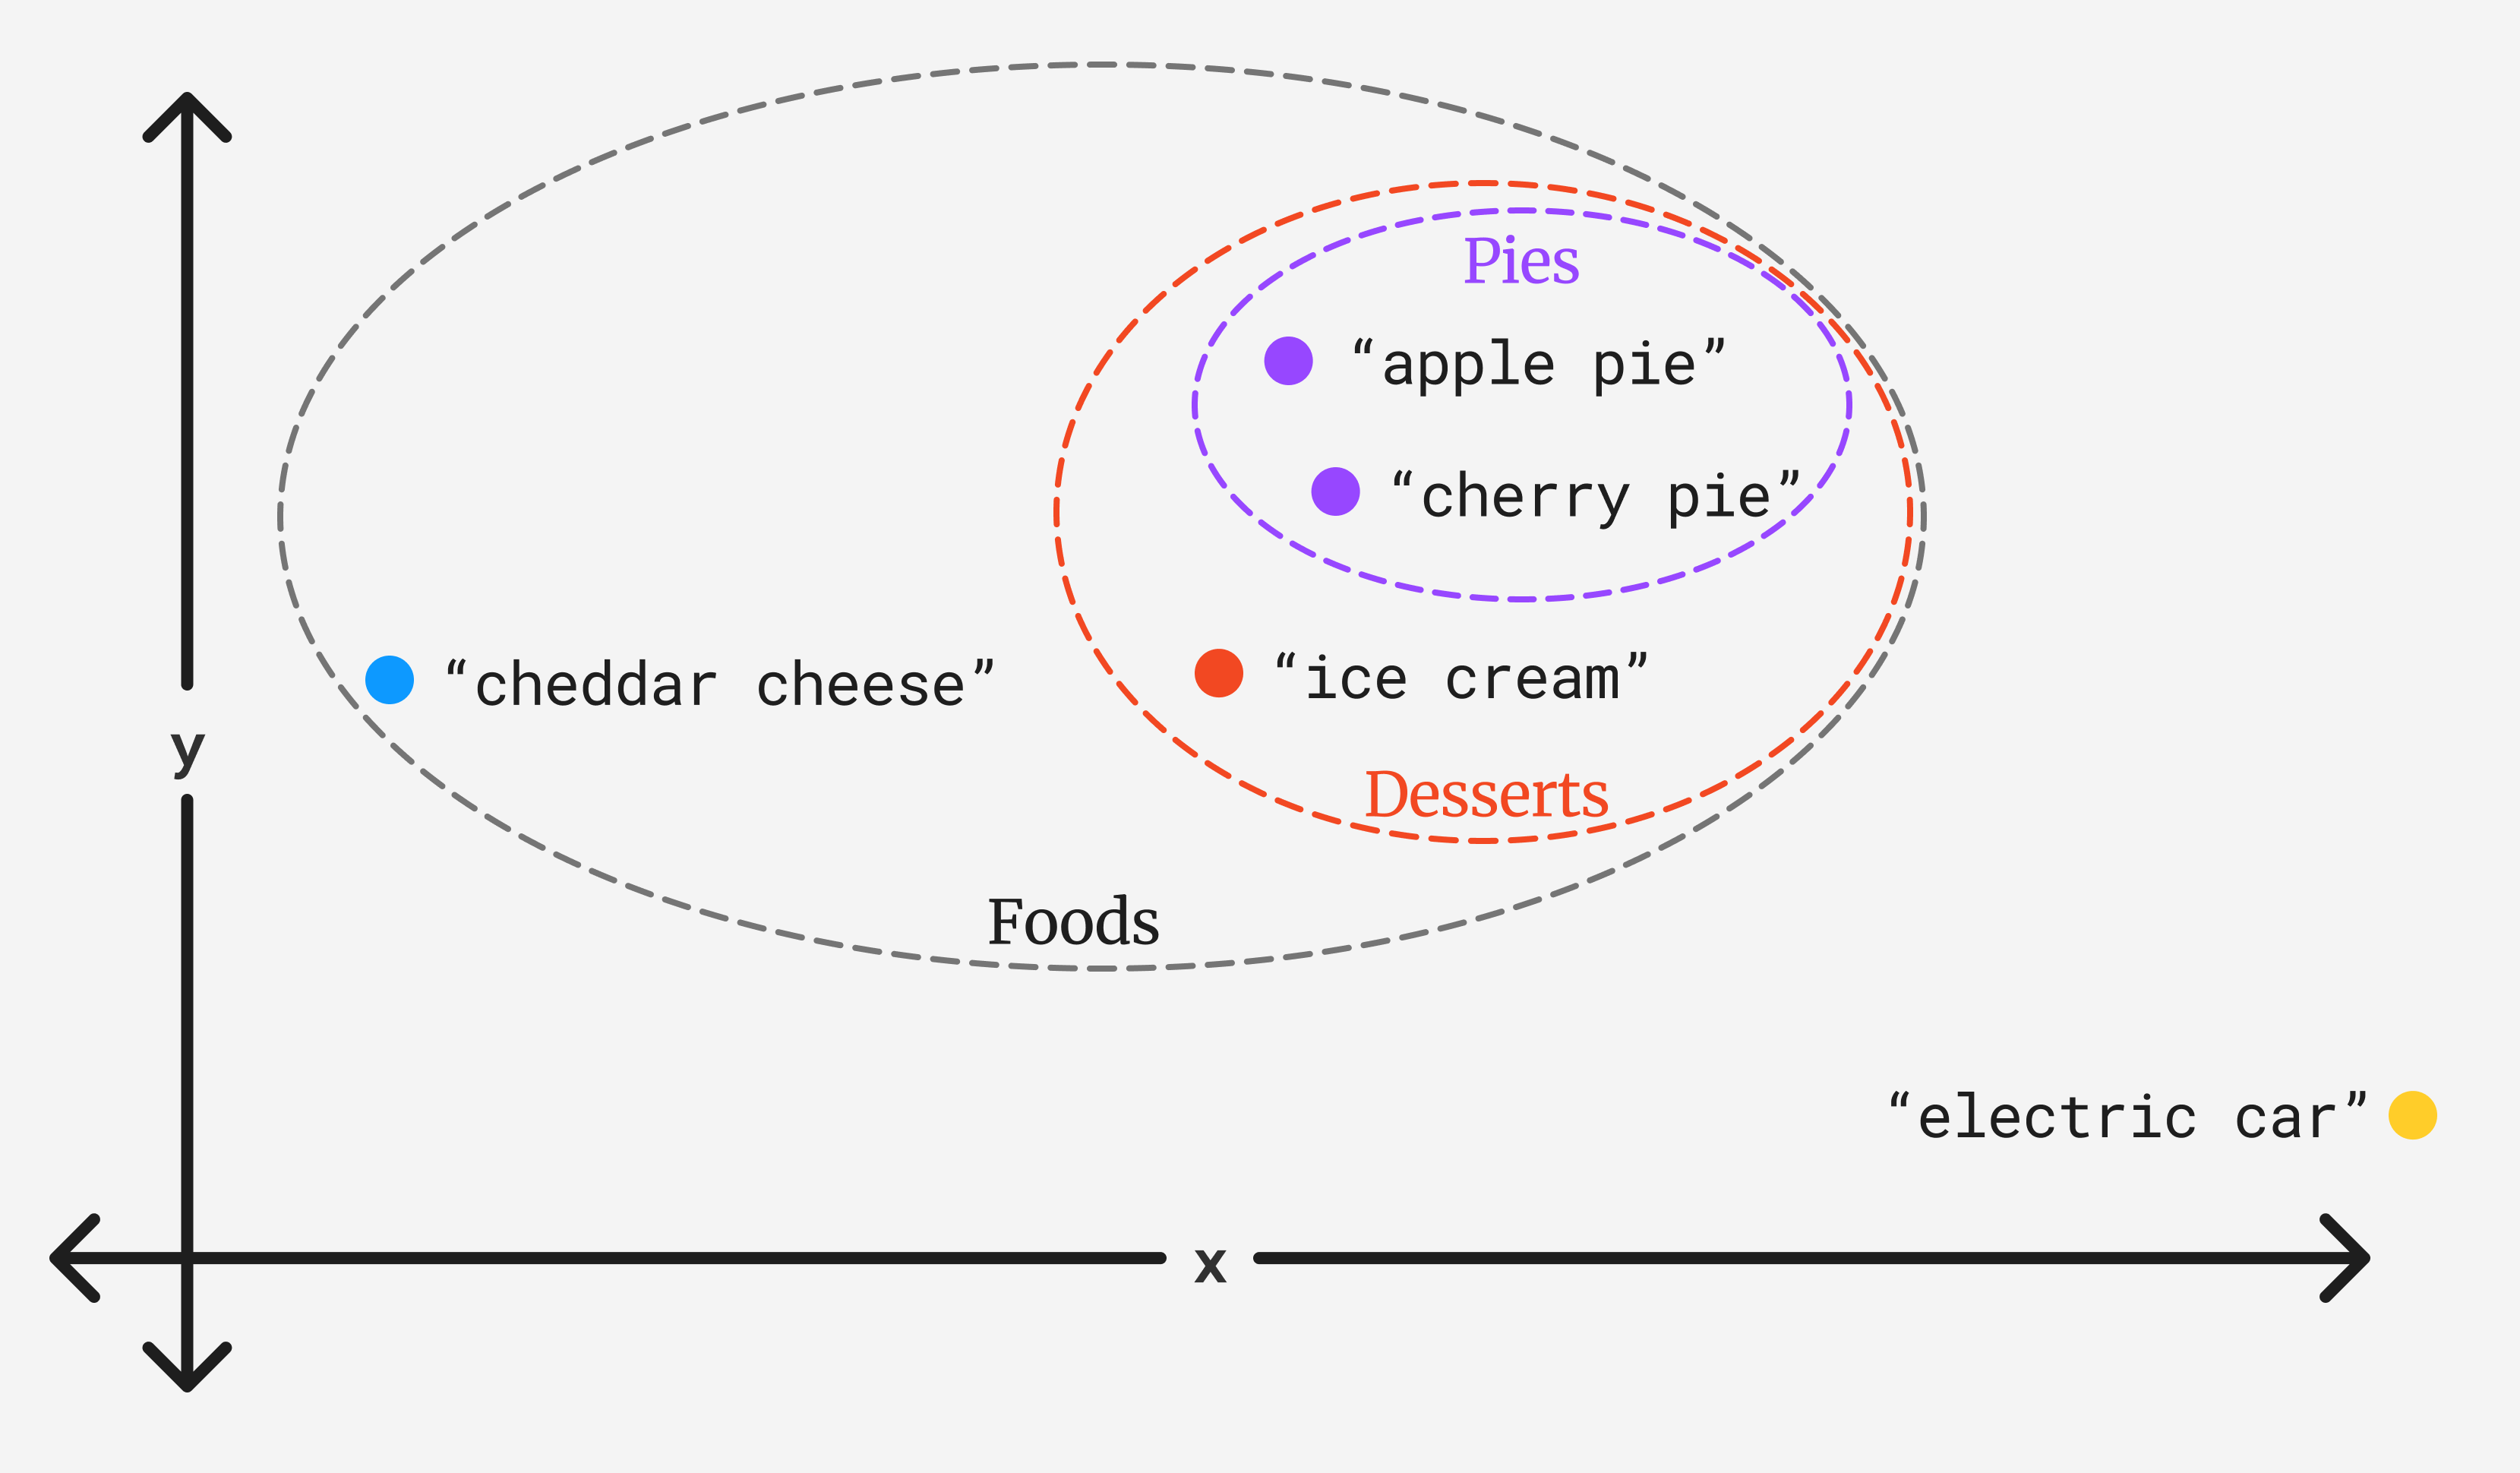 Pies
“apple pie”
“cherry pie”
“cheddar cheese”
“ice cream”
y
Desserts
Foods
“electric car”
x